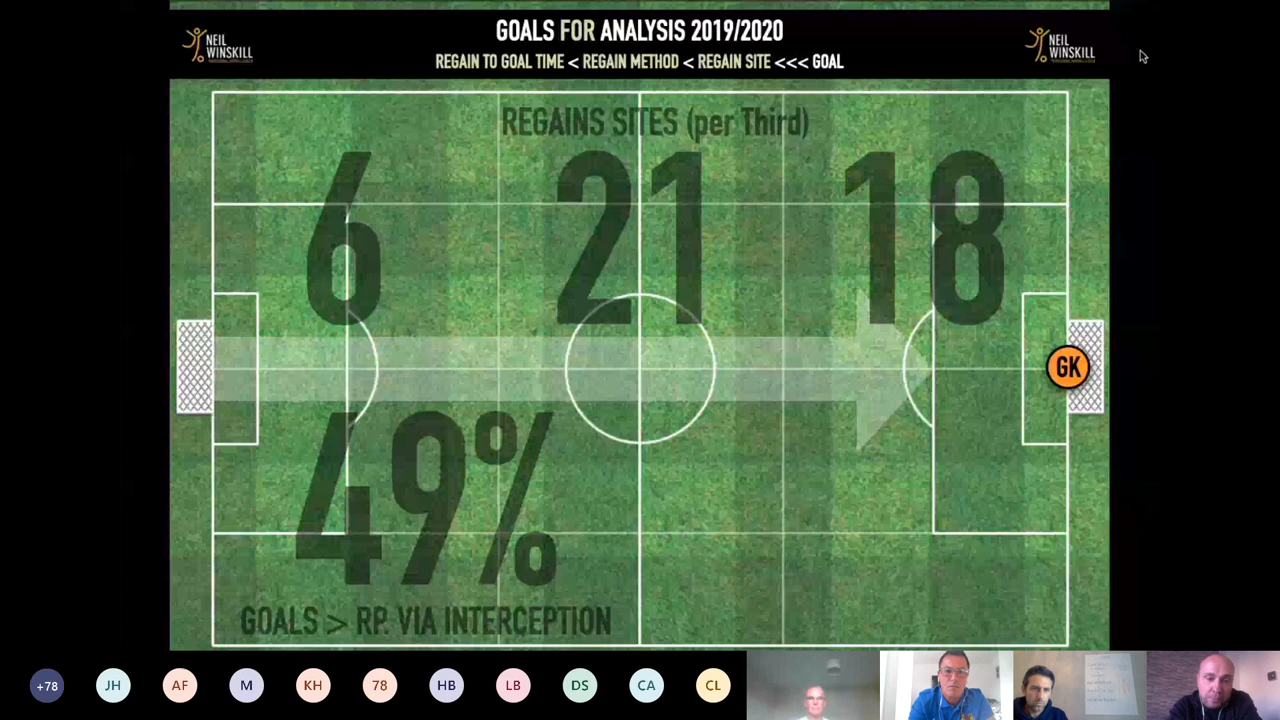 GOALS FOR ANALYSIS 2019/2020
NEIL
WINSKILL
REGAIN TO GOAL TIME < REGAIN METHOD < REGAIN SITE <<< GOAL
NEIL
WINSKILL
REGAINS SITES (per Third)
6 21 18
GK
49%
GOALS > RP. VIA INTERCEPTION
+78 JH AF M KH 78 HB LB DS CA CL